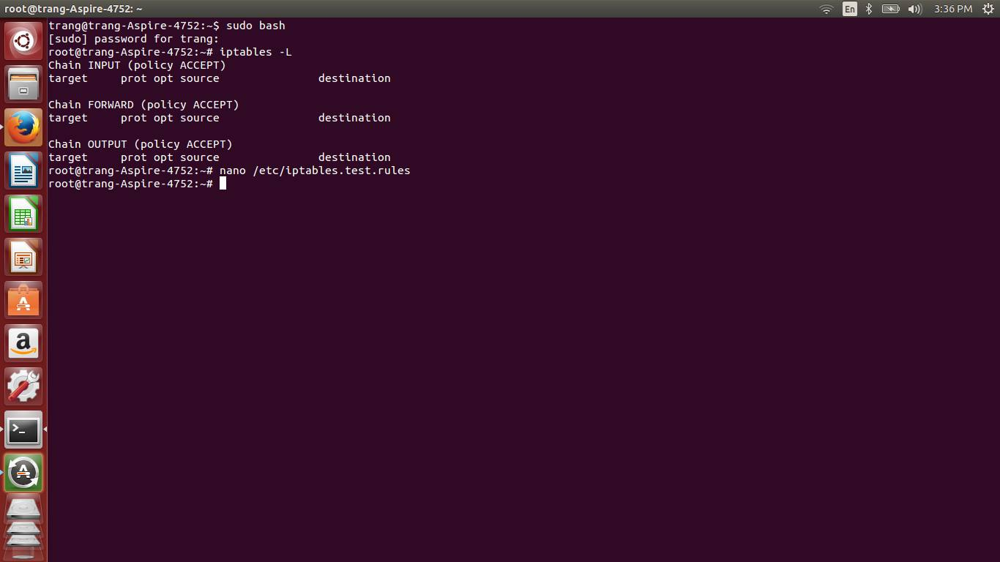 root@trang-Aspire-4752: ~
En
3:36 PM
trang@trang-Aspire-4752:~$ sudo bash
[sudo] password for trang:
root@trang-Aspire-4752:~# iptables -L
Chain INPUT (policy ACCEPT)
target     prot opt source               destination

Chain FORWARD (policy ACCEPT)
target     prot opt source               destination

Chain OUTPUT (policy ACCEPT)
target     prot opt source               destination
root@trang-Aspire-4752:~# nano /etc/iptables.test.rules
root@trang-Aspire-4752:~#